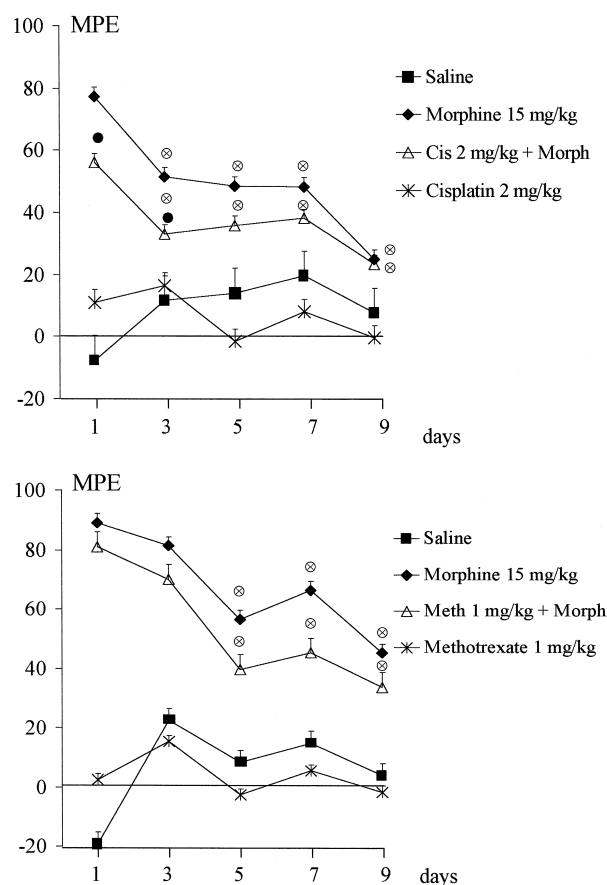 MPE
100
80
60
40
20
0
-20
1 3 5 7 9
days
Saline
Morphine 15 mg/kg
Cis 2 mg/kg + Morph
Cisplatin 2 mg/kg
MPE
100
80
60
40
20
0
-20
1 3 5 7 9
days
Saline
Morphine 15 mg/kg
Meth 1 mg/kg + Morph
Methotrexate 1 mg/kg